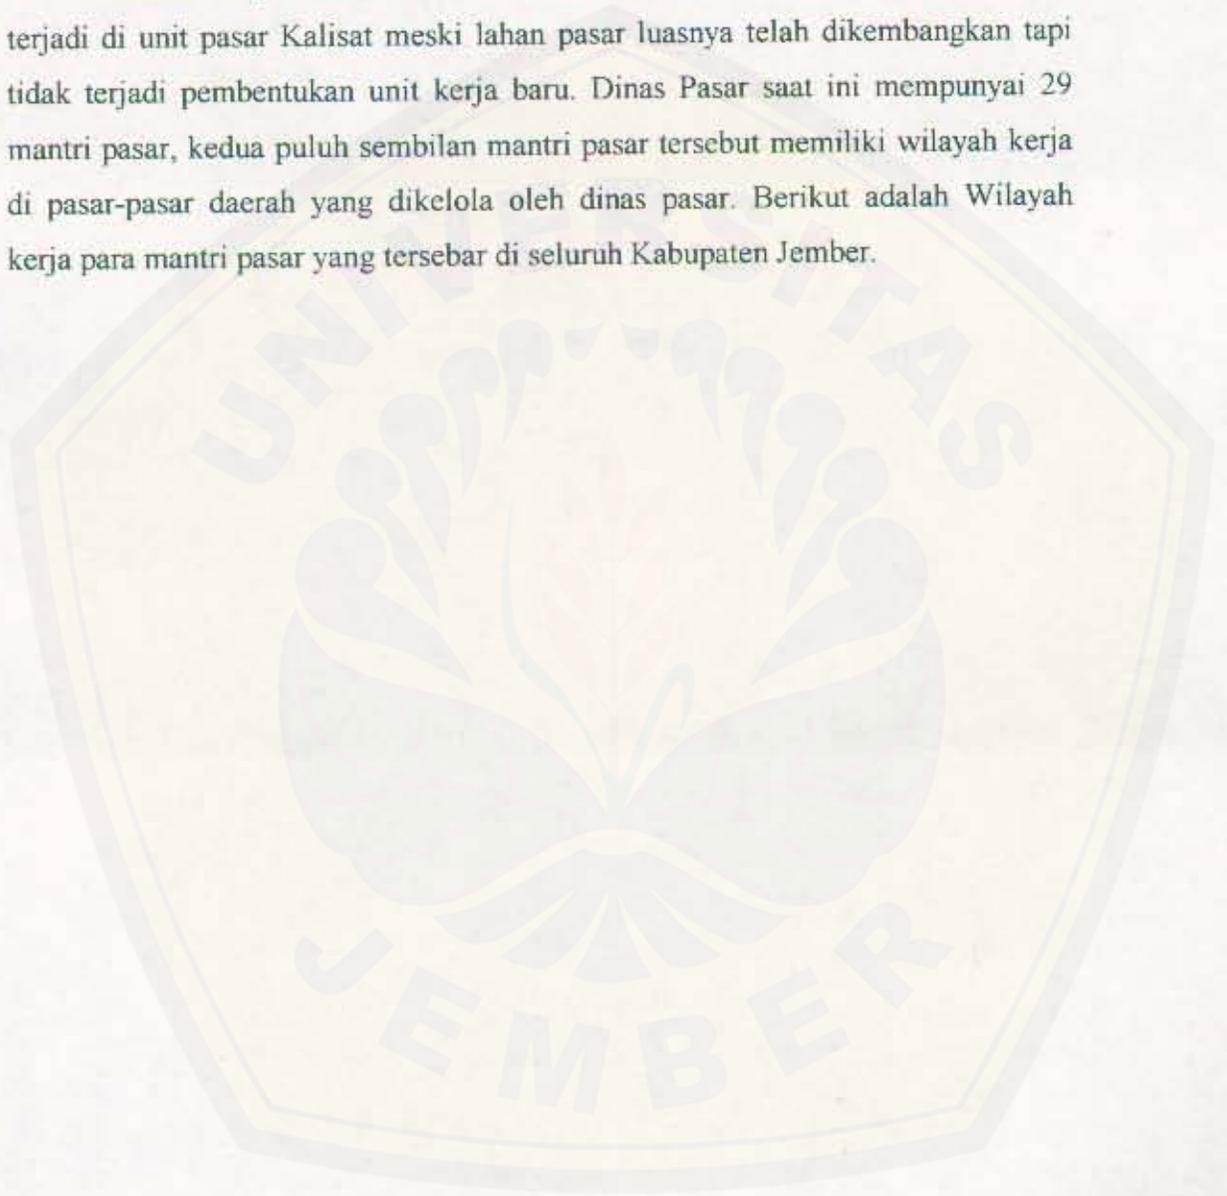 terjadi di unit pasar Kalisat meski lahan pasar luasnya telah dikembangkan tapi
tidak terjadi pembentukan unit kerja baru. Dinas Pasar saat ini mempunyai 29
mantri pasar, kedua puluh sembilan mantri pasar tersebut memiliki wilayah kerja
di pasar-pasar daerah yang dikelola oleh dinas pasar. Berikut adalah Wilayah
kerja para mantri pasar yang tersebar di seluruh Kabupaten Jember.
UNIVERSITAS
JEMBER